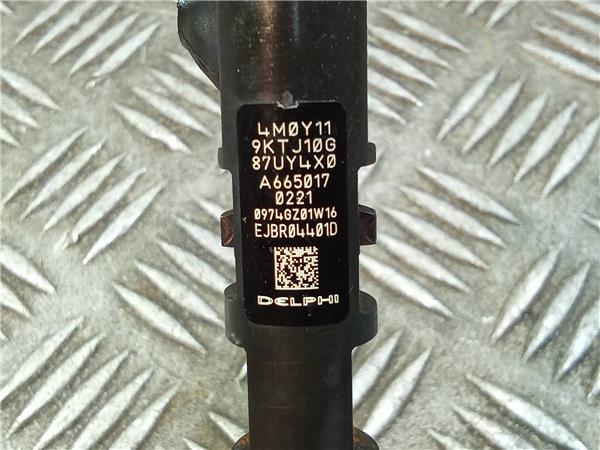 4M0Y11
9KTJ10G
87UY4X0
A665017
0221
0974GZ01W16
EJBR04401D
DELPHI